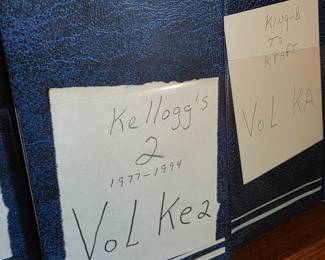 Kellogg's
2
1977-1994
VoL Ke2
KING-B
TO
KRAFT
VoL KA